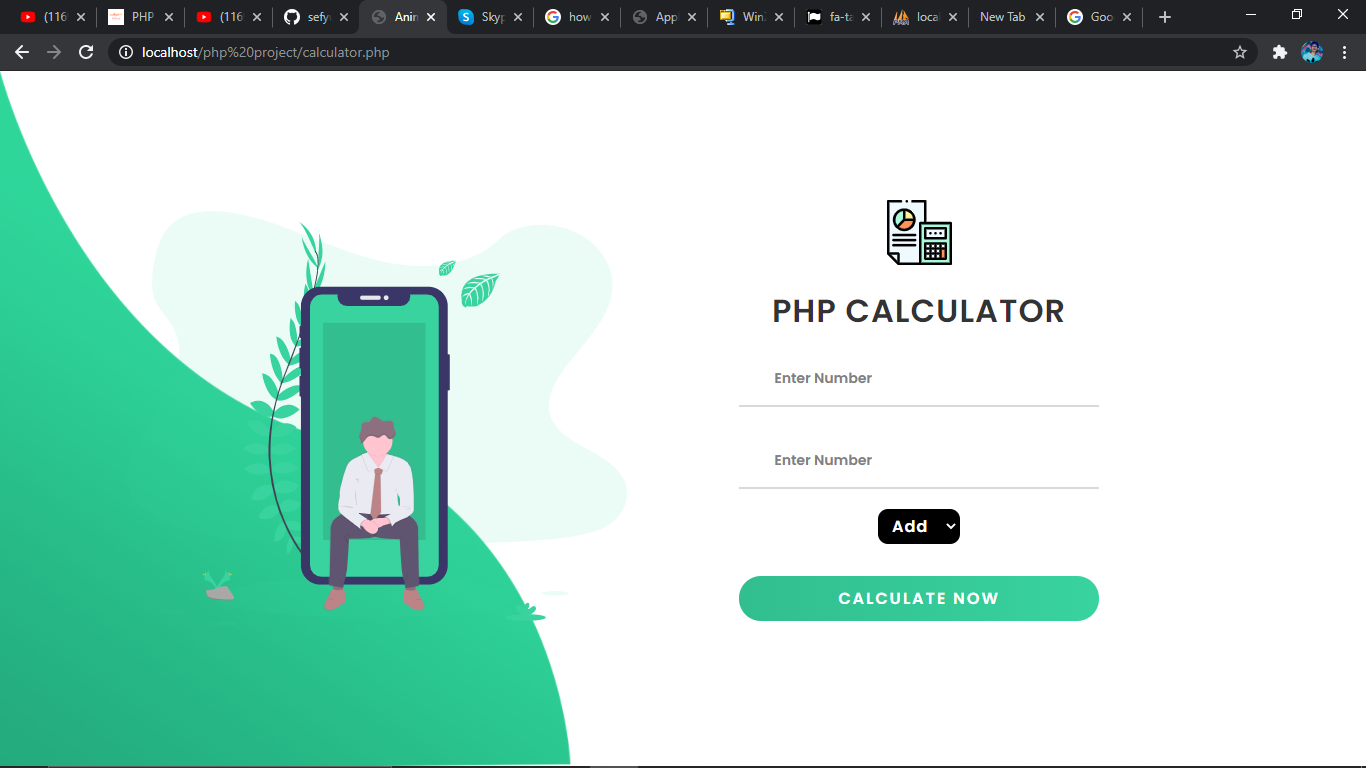 (116
PHP
(116
sefy
Anin
Skyp
how
App
Win
fa-ta
local
New Tab
Goo
localhost/php%20project/calculator.php
PHP CALCULATOR
Enter Number
Enter Number
Add
CALCULATE NOW